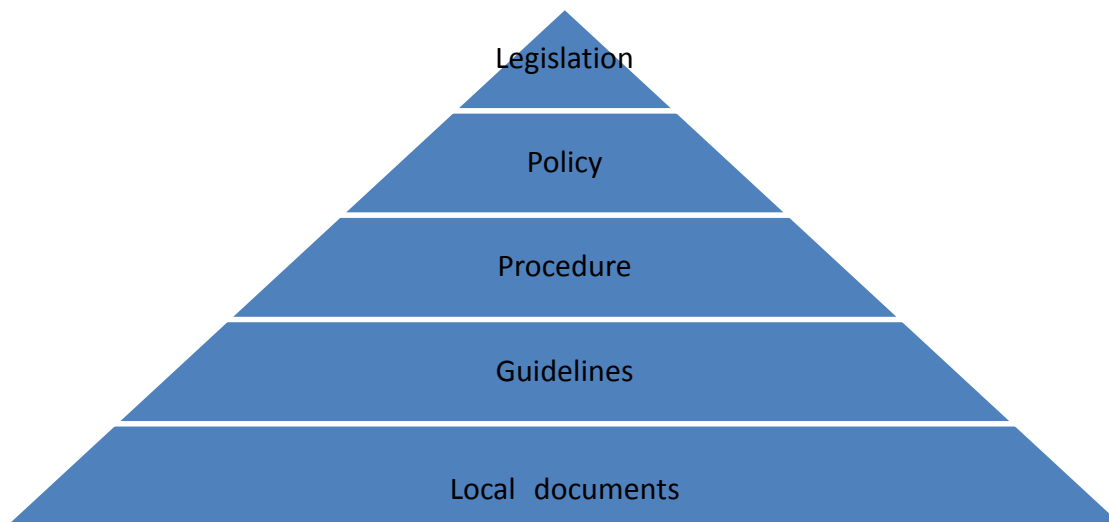 Legislation
Policy
Procedure
Guidelines
Local documents